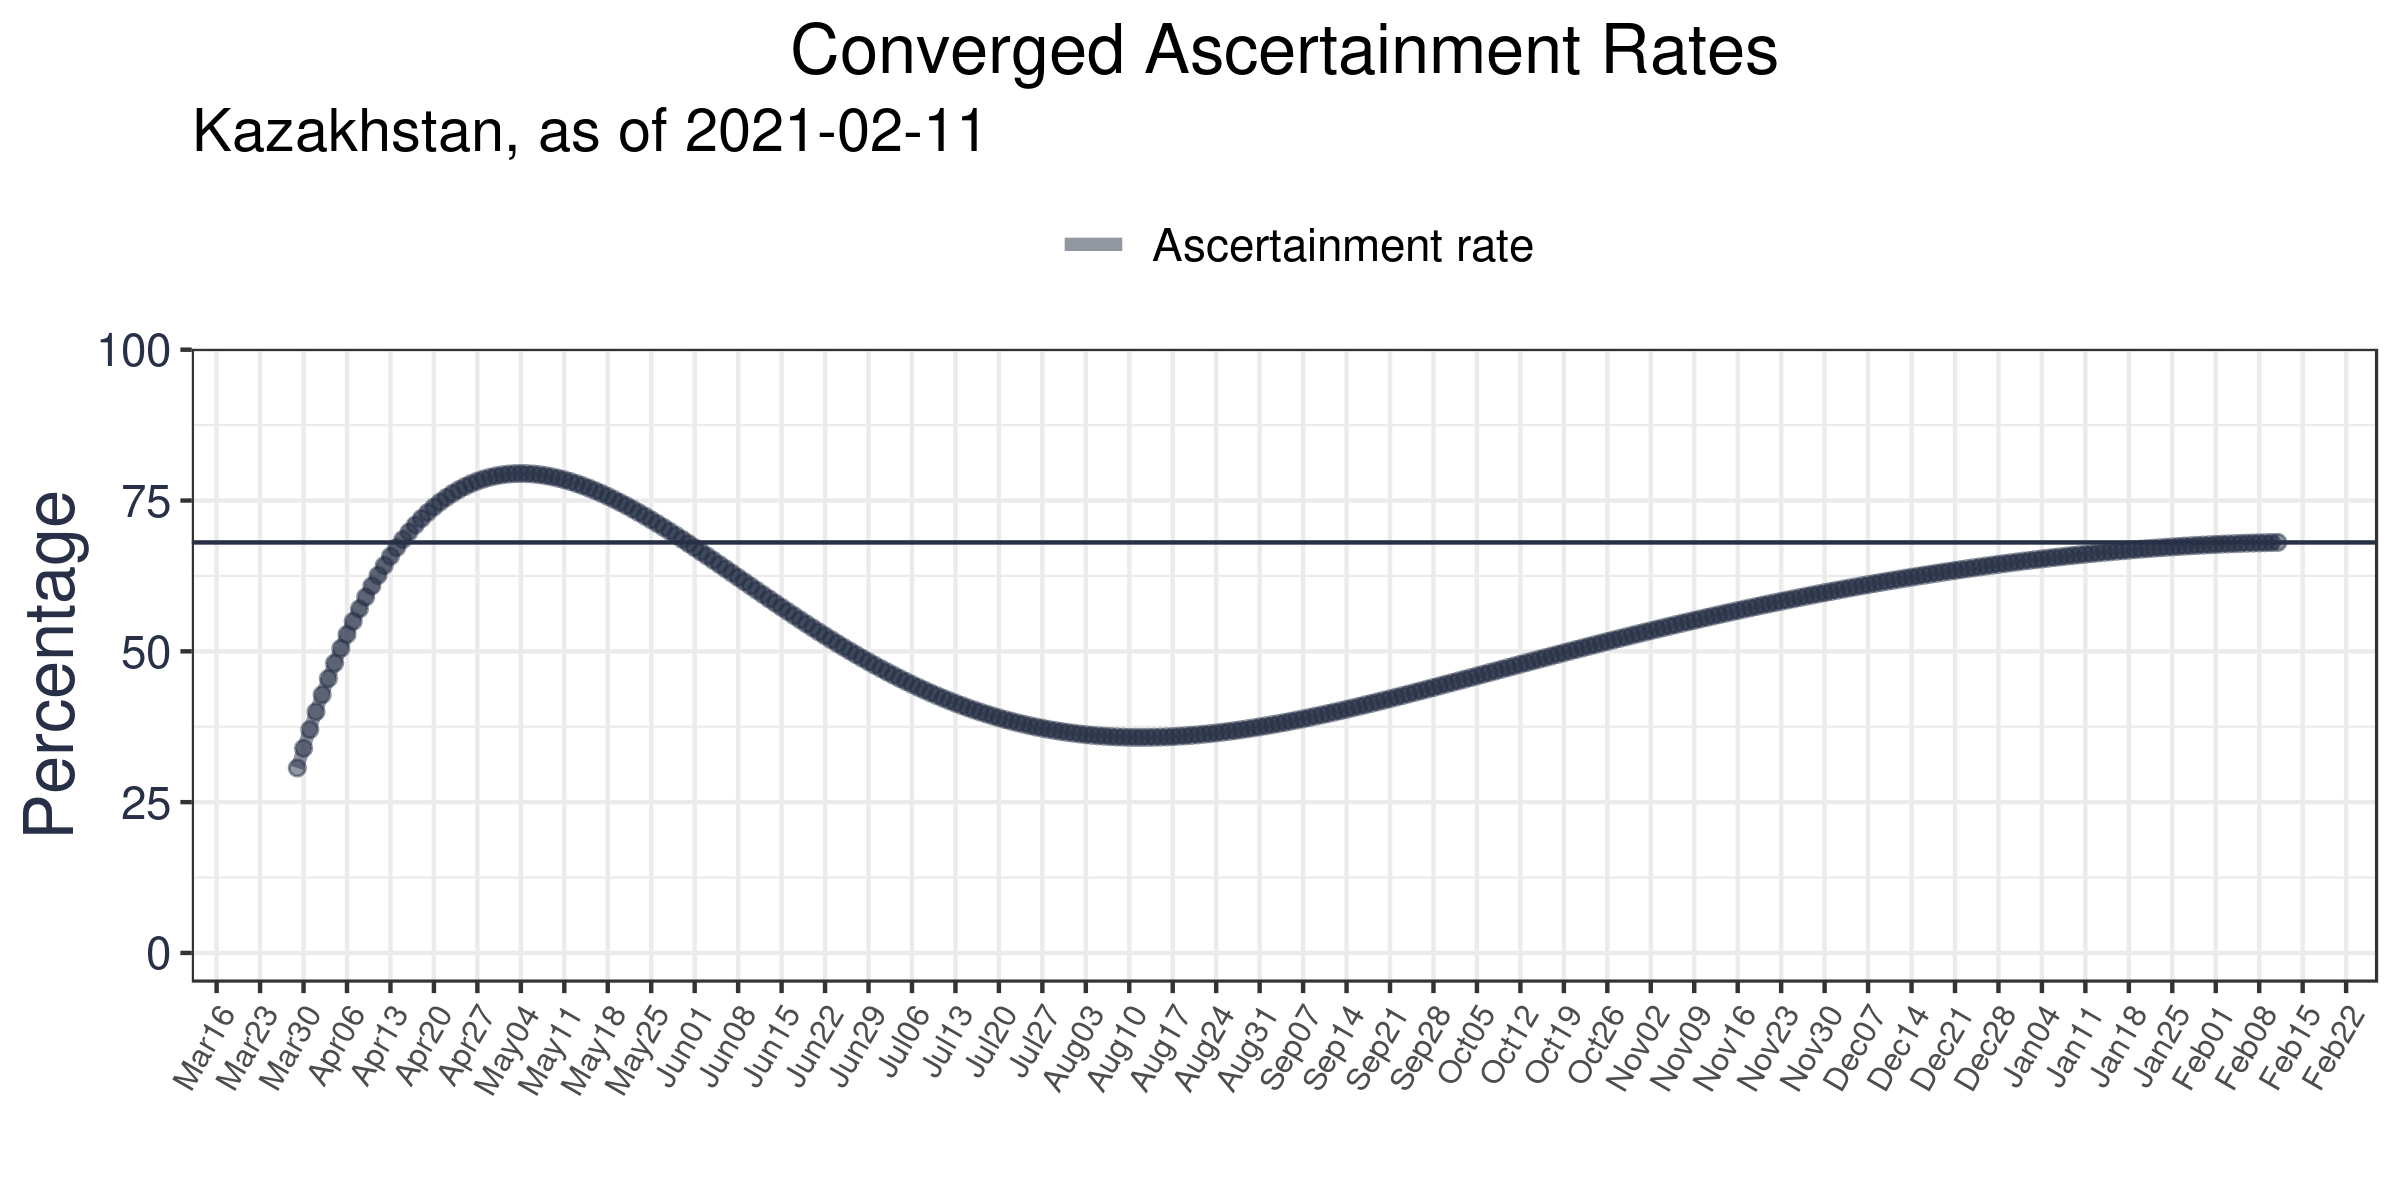 Converged Ascertainment Rates
Kazakhstan, as of 2021-02-11
Ascertainment rate
Percentage
100
75
50
25
0
Mar16
Mar23
Mar30
Apr06
Apr13
Apr20
Apr27
May04
May11
May18
May25
Jun01
Jun08
Jun15
Jun22
Jun29
Jul06
Jul13
Jul20
Jul27
Aug03
Aug10
Aug17
Aug24
Aug31
Sep07
Sep14
Sep21
Sep28
Oct05
Oct12
Oct19
Oct26
Nov02
Nov09
Nov16
Nov23
Nov30
Dec07
Dec14
Dec21
Dec28
Jan04
Jan11
Jan18
Jan25
Feb01
Feb08
Feb15
Feb22